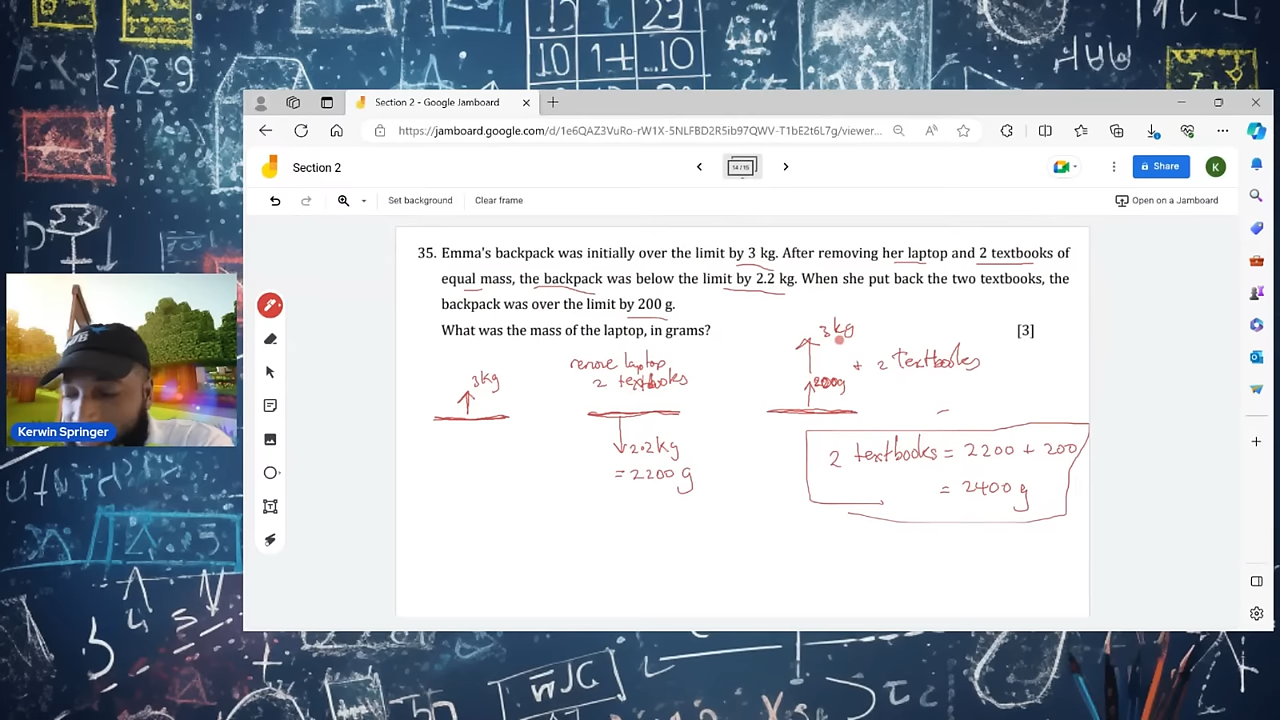 Section 2 - Google Jamboard
https://jamboard.google.com/d/1e6QAZ3VuRo-rW1X-5NLFBD2R5ib97QWV-T1bE2t6L7g/viewer...
Section 2
14 / 15
Share
K
Set background
Clear frame
Open on a Jamboard
35. Emma's backpack was initially over the limit by 3 kg. After removing her laptop and 2 textbooks of
equal mass, the backpack was below the limit by 2.2 kg. When she put back the two textbooks, the
backpack was over the limit by 200 g.
What was the mass of the laptop, in grams? [3]
3kg
remove laptop
2 textbooks
2.2kg
= 2200 g
3kg
200g
+ 2 Textbooks
2 textbooks = 2200 + 200
= 2400 g
Kerwin Springer